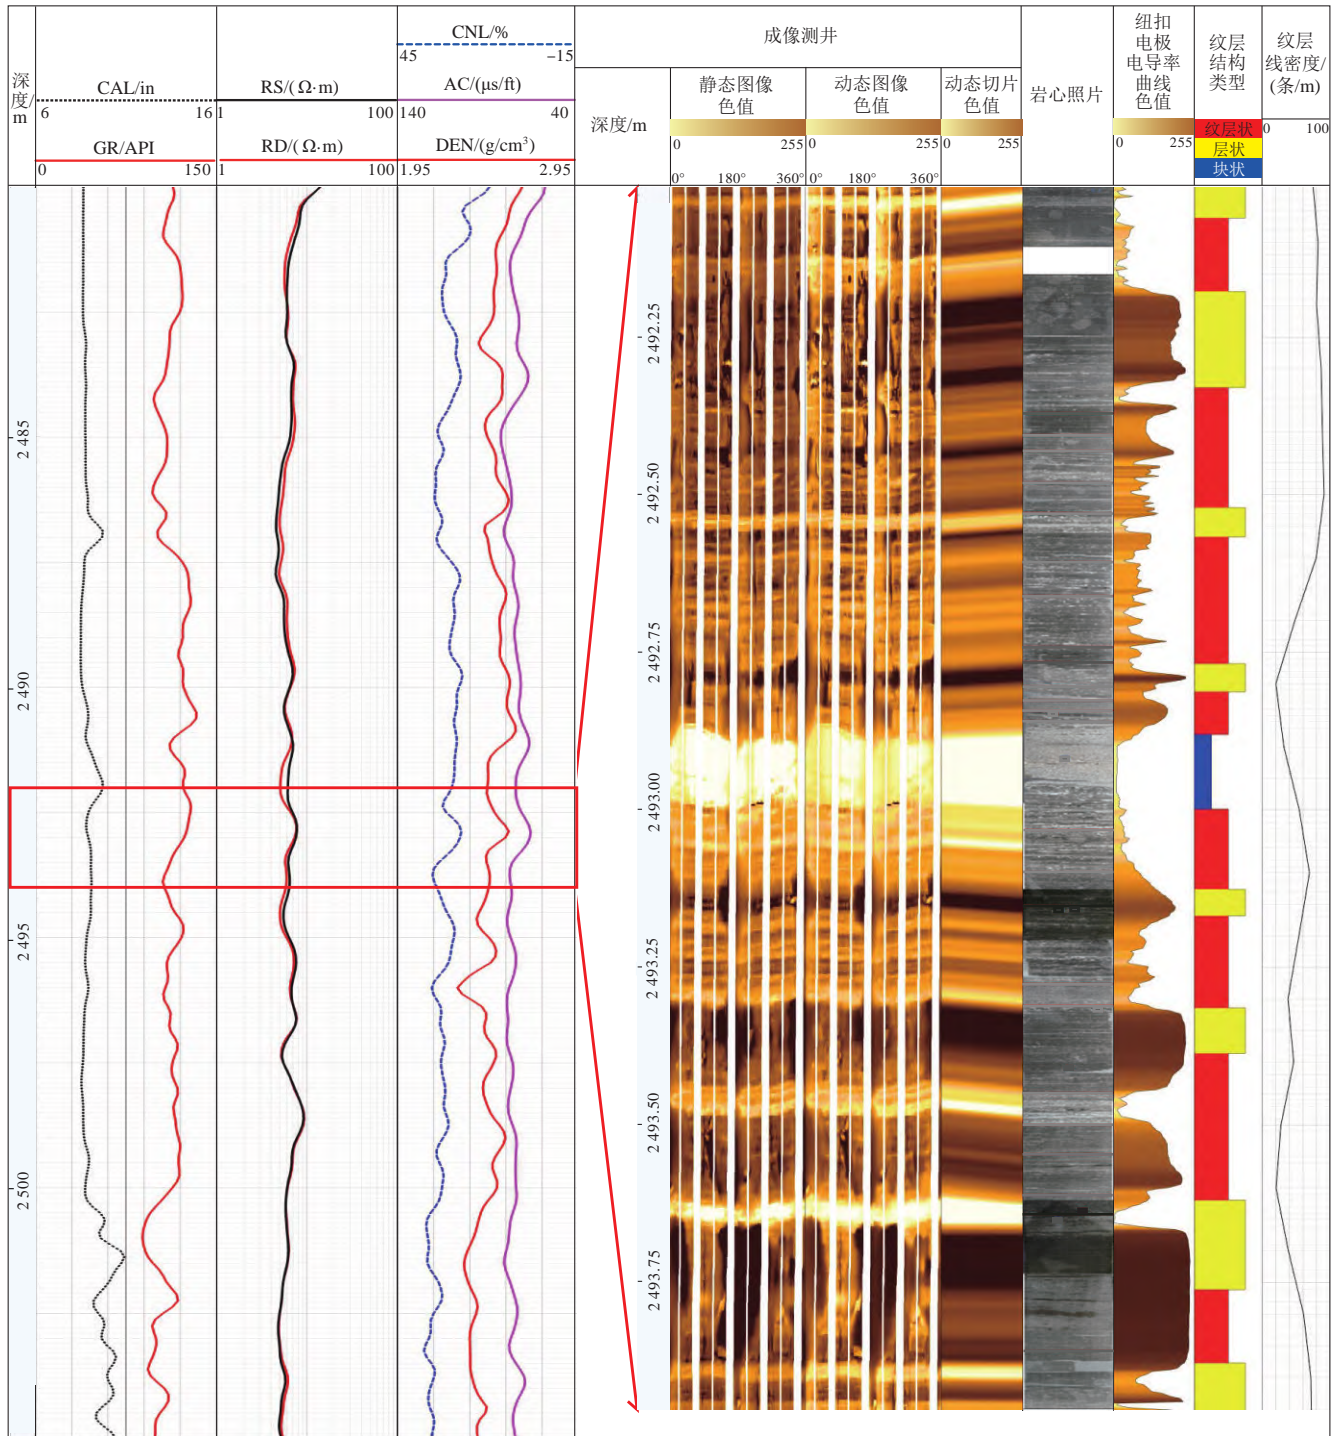 深
度/
m
CAL/in
6 16
GR/API
0 150
RS/(Ω·m)
1 100
RD/(Ω·m)
1 100
CNL/%
45 −15
AC/(μs/ft)
140 40
DEN/(g/cm³)
1.95 2.95
成像测井
深度/m
静态图像
色值
0 255
0° 180° 360°
动态图像
色值
0 255
0° 180° 360°
动态切片
色值
0 255
岩心照片
纽扣
电极
电导率
曲线
色值
0 255
纹层
结构
类型
纹层状
层状
块状
纹层
线密度/
(条/m)
0 100
2 485
2 490
2 495
2 500
2 492.25
2 492.50
2 492.75
2 493.00
2 493.25
2 493.50
2 493.75